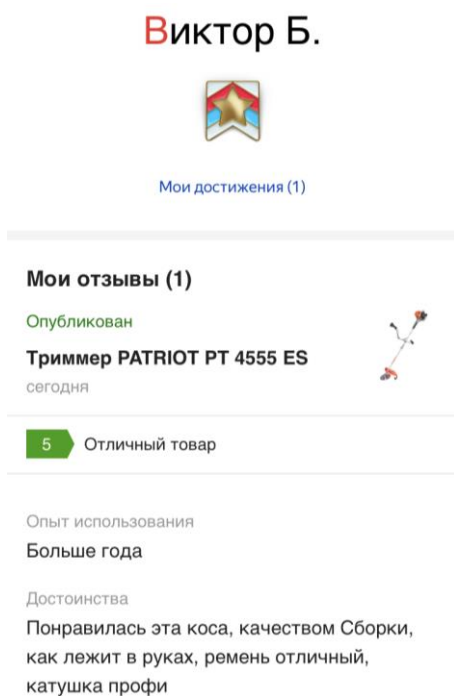 Виктор Б.
Мои достижения (1)
Мои отзывы (1)
Опубликован
Триммер PATRIOT PT 4555 ES
сегодня
5 Отличный товар
Опыт использования
Больше года
Достоинства
Понравилась эта коса, качеством Сборки,
как лежит в руках, ремень отличный,
катушка профи